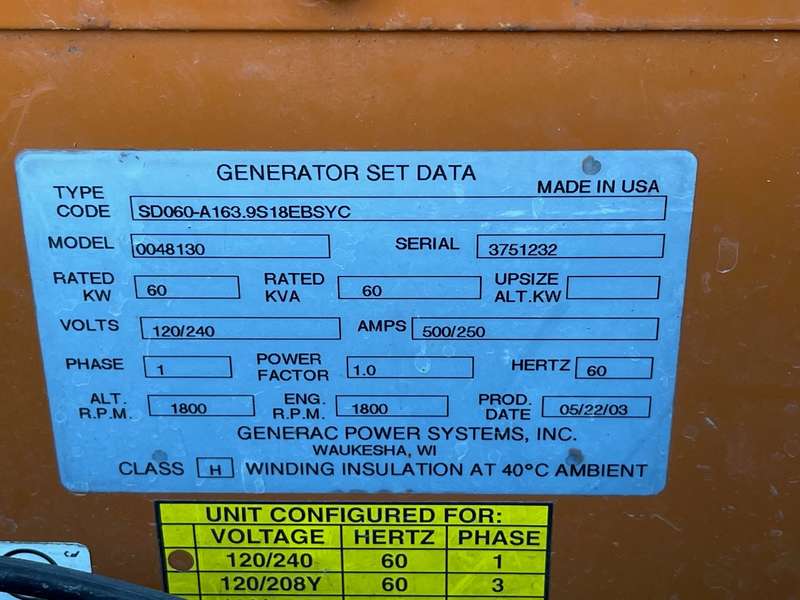 GENERATOR SET DATA
MADE IN USA
TYPE CODE SD060-A163.9S18EBSYC
MODEL 0048130 SERIAL 3751232
RATED KW 60 RATED KVA 60 UPSIZE ALT.KW
VOLTS 120/240 AMPS 500/250
PHASE 1 POWER FACTOR 1.0 HERTZ 60
ALT. R.P.M. 1800 ENG. R.P.M. 1800 PROD. DATE 05/22/03
GENERAC POWER SYSTEMS, INC.
WAUKESHA, WI
CLASS H WINDING INSULATION AT 40°C AMBIENT
UNIT CONFIGURED FOR:
VOLTAGE HERTZ PHASE
120/240 60 1
120/208Y 60 3